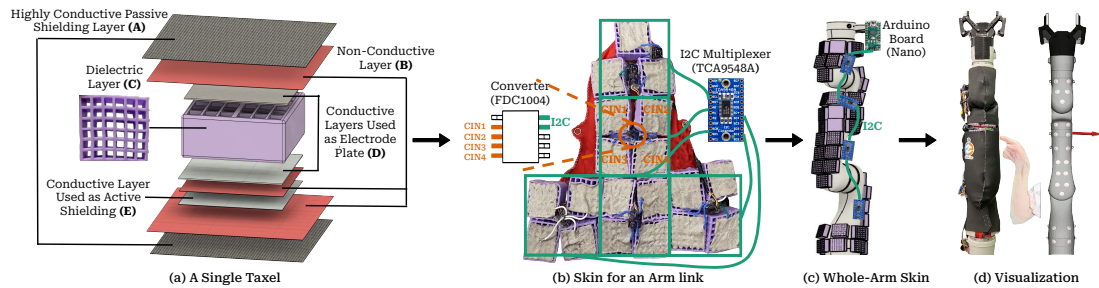 Highly Conductive Passive
Shielding Layer (A)
Non-Conductive
Layer (B)
Dielectric
Layer (C)
Conductive
Layers Used
as Electrode
Plate (D)
Conductive Layer
Used as Active
Shielding (E)
(a) A Single Taxel
Converter
(FDC1004)
I2C
CIN1
CIN2
CIN3
CIN4
CIN1
CIN2
CIN3
I2C Multiplexer
(TCA9548A)
(b) Skin for an Arm link
Arduino
Board
(Nano)
I2C
(c) Whole-Arm Skin
(d) Visualization